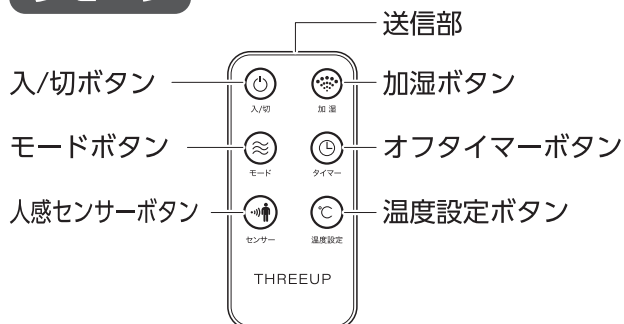 送信部
入/切ボタン
加湿ボタン
入/切
加湿
モードボタン
オフタイマーボタン
モード
タイマー
人感センサーボタン
℃
温度設定ボタン
センサー
温度設定
THREEUP